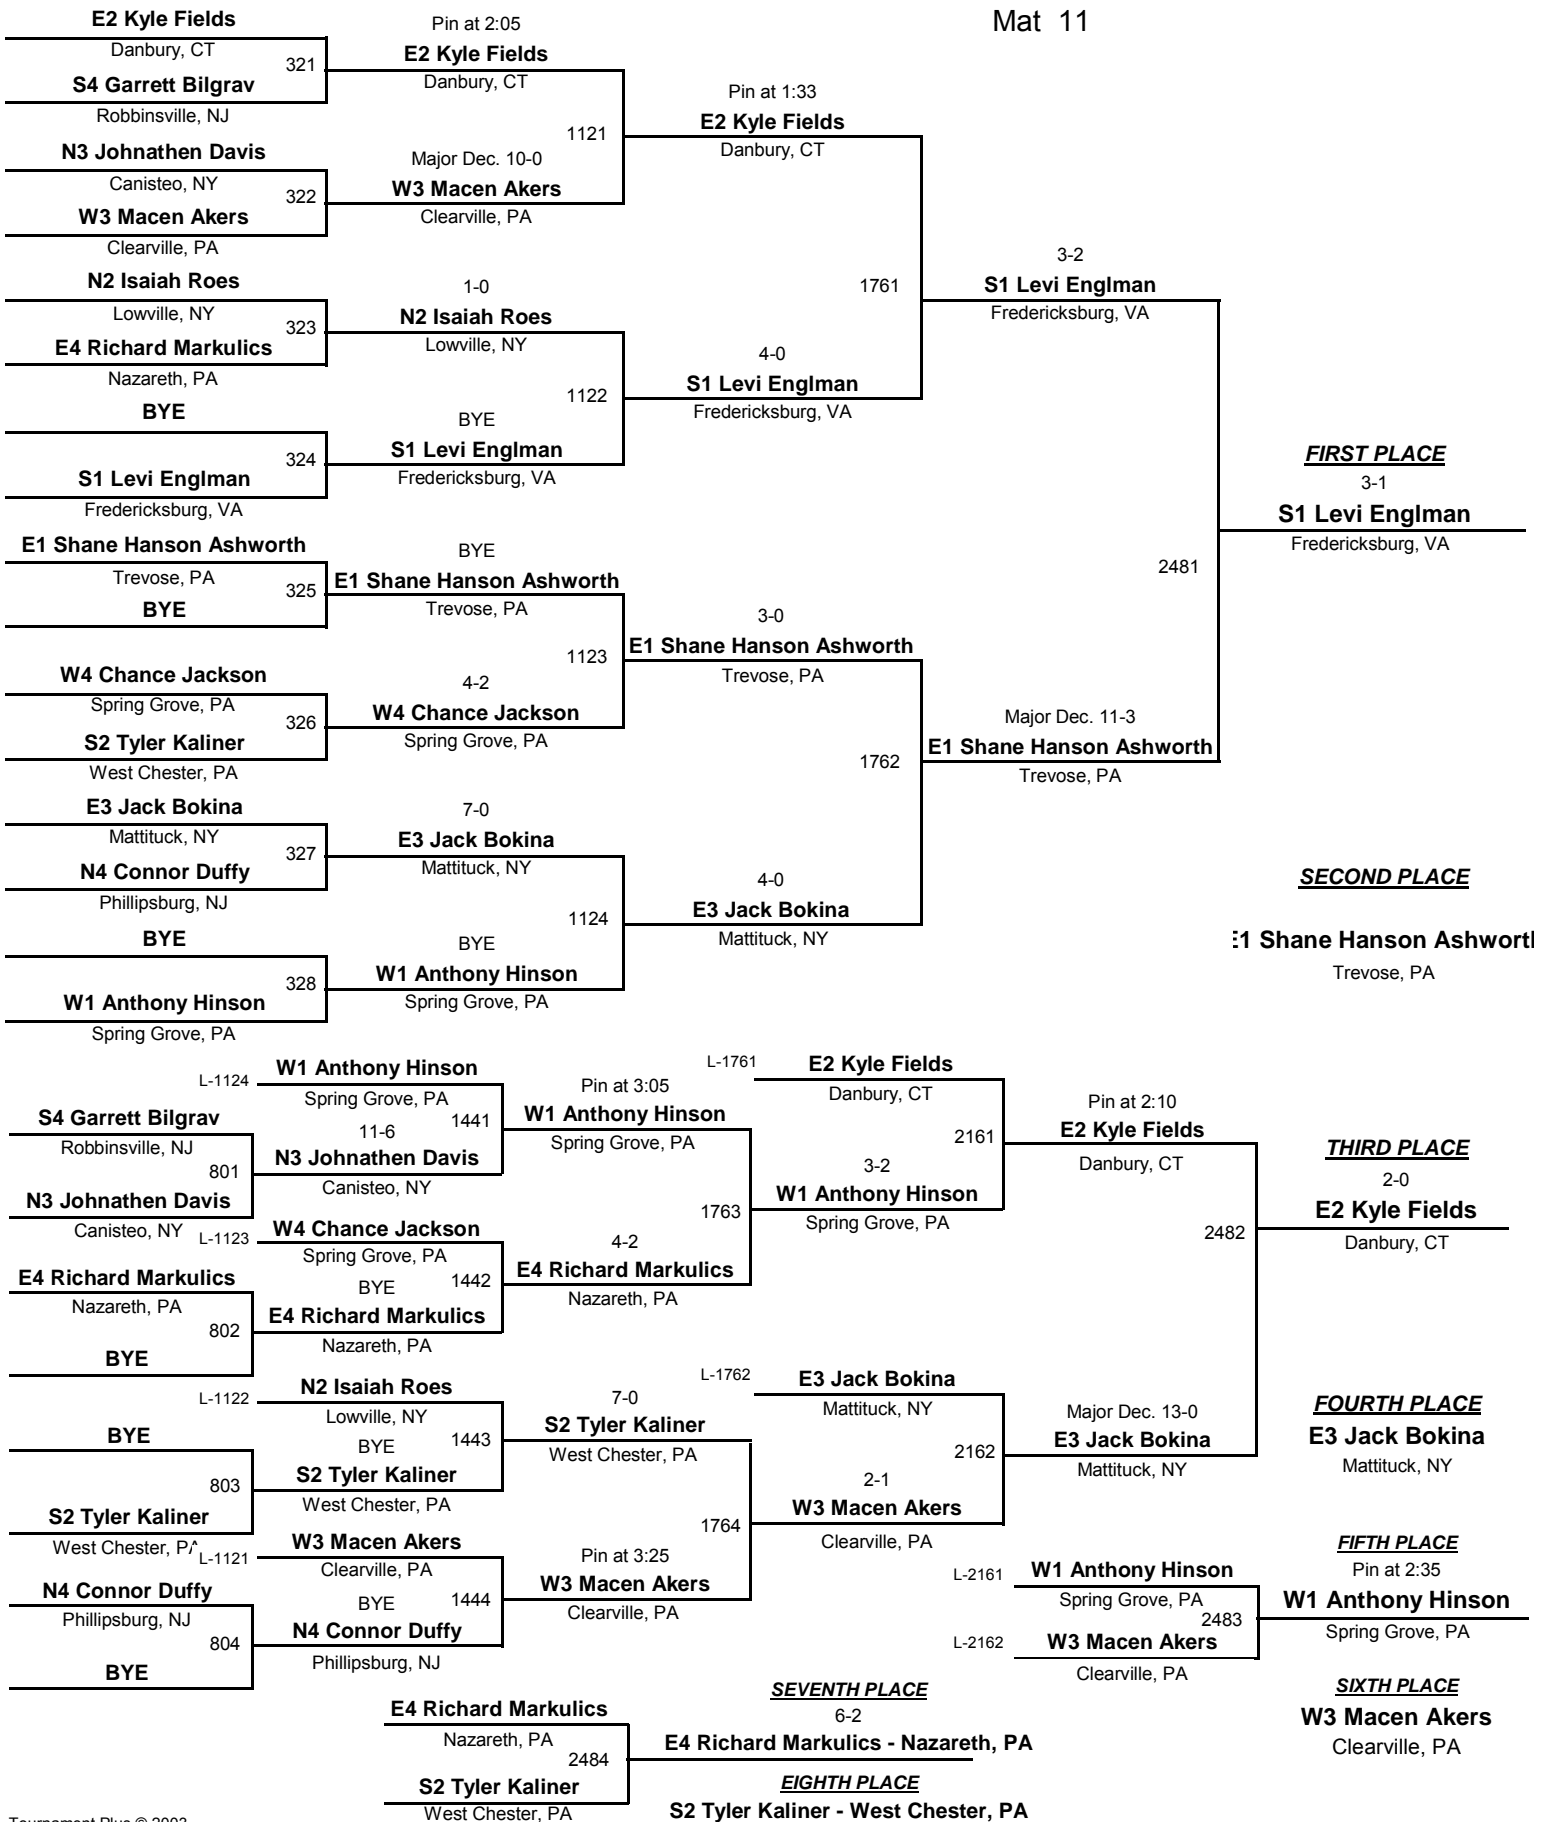 Mat 11
E2 Kyle Fields
Danbury, CT
321
S4 Garrett Bilgrav
Robbinsville, NJ
N3 Johnathen Davis
Canisteo, NY
322
W3 Macen Akers
Clearville, PA
N2 Isaiah Roes
Lowville, NY
323
E4 Richard Markulics
Nazareth, PA
BYE
324
S1 Levi Englman
Fredericksburg, VA
E1 Shane Hanson Ashworth
Trevose, PA
325
BYE
W4 Chance Jackson
Spring Grove, PA
326
S2 Tyler Kaliner
West Chester, PA
E3 Jack Bokina
Mattituck, NY
327
N4 Connor Duffy
Phillipsburg, NJ
BYE
328
W1 Anthony Hinson
Spring Grove, PA
Pin at 2:05
E2 Kyle Fields
Danbury, CT
1121
Major Dec. 10-0
W3 Macen Akers
Clearville, PA
1-0
N2 Isaiah Roes
Lowville, NY
1122
BYE
S1 Levi Englman
Fredericksburg, VA
BYE
E1 Shane Hanson Ashworth
Trevose, PA
1123
4-2
W4 Chance Jackson
Spring Grove, PA
7-0
E3 Jack Bokina
Mattituck, NY
1124
BYE
W1 Anthony Hinson
Spring Grove, PA
Pin at 1:33
E2 Kyle Fields
Danbury, CT
1761
4-0
S1 Levi Englman
Fredericksburg, VA
3-0
E1 Shane Hanson Ashworth
Trevose, PA
1762
4-0
E3 Jack Bokina
Mattituck, NY
3-2
S1 Levi Englman
Fredericksburg, VA
2481
Major Dec. 11-3
E1 Shane Hanson Ashworth
Trevose, PA
FIRST PLACE
3-1
S1 Levi Englman
Fredericksburg, VA
SECOND PLACE
E1 Shane Hanson Ashworth
Trevose, PA
L-1124
W1 Anthony Hinson
Spring Grove, PA
1441
S4 Garrett Bilgrav
Robbinsville, NJ
801
N3 Johnathen Davis
Canisteo, NY
11-6
N3 Johnathen Davis
Canisteo, NY
L-1123
W4 Chance Jackson
Spring Grove, PA
1442
E4 Richard Markulics
Nazareth, PA
802
BYE
BYE
E4 Richard Markulics
Nazareth, PA
L-1122
N2 Isaiah Roes
Lowville, NY
1443
BYE
803
S2 Tyler Kaliner
West Chester, PA
BYE
S2 Tyler Kaliner
West Chester, PA
L-1121
W3 Macen Akers
Clearville, PA
1444
N4 Connor Duffy
Phillipsburg, NJ
804
BYE
BYE
N4 Connor Duffy
Phillipsburg, NJ
Pin at 3:05
W1 Anthony Hinson
Spring Grove, PA
1763
4-2
E4 Richard Markulics
Nazareth, PA
7-0
S2 Tyler Kaliner
West Chester, PA
1764
Pin at 3:25
W3 Macen Akers
Clearville, PA
L-1761
E2 Kyle Fields
Danbury, CT
2161
3-2
W1 Anthony Hinson
Spring Grove, PA
L-1762
E3 Jack Bokina
Mattituck, NY
2162
2-1
W3 Macen Akers
Clearville, PA
Pin at 2:10
E2 Kyle Fields
Danbury, CT
2482
Major Dec. 13-0
E3 Jack Bokina
Mattituck, NY
THIRD PLACE
2-0
E2 Kyle Fields
Danbury, CT
FOURTH PLACE
E3 Jack Bokina
Mattituck, NY
L-2161
W1 Anthony Hinson
Spring Grove, PA
2483
L-2162
W3 Macen Akers
Clearville, PA
FIFTH PLACE
Pin at 2:35
W1 Anthony Hinson
Spring Grove, PA
SIXTH PLACE
W3 Macen Akers
Clearville, PA
E4 Richard Markulics
Nazareth, PA
2484
S2 Tyler Kaliner
West Chester, PA
SEVENTH PLACE
6-2
E4 Richard Markulics - Nazareth, PA
EIGHTH PLACE
S2 Tyler Kaliner - West Chester, PA
Tournament Plus © 2003